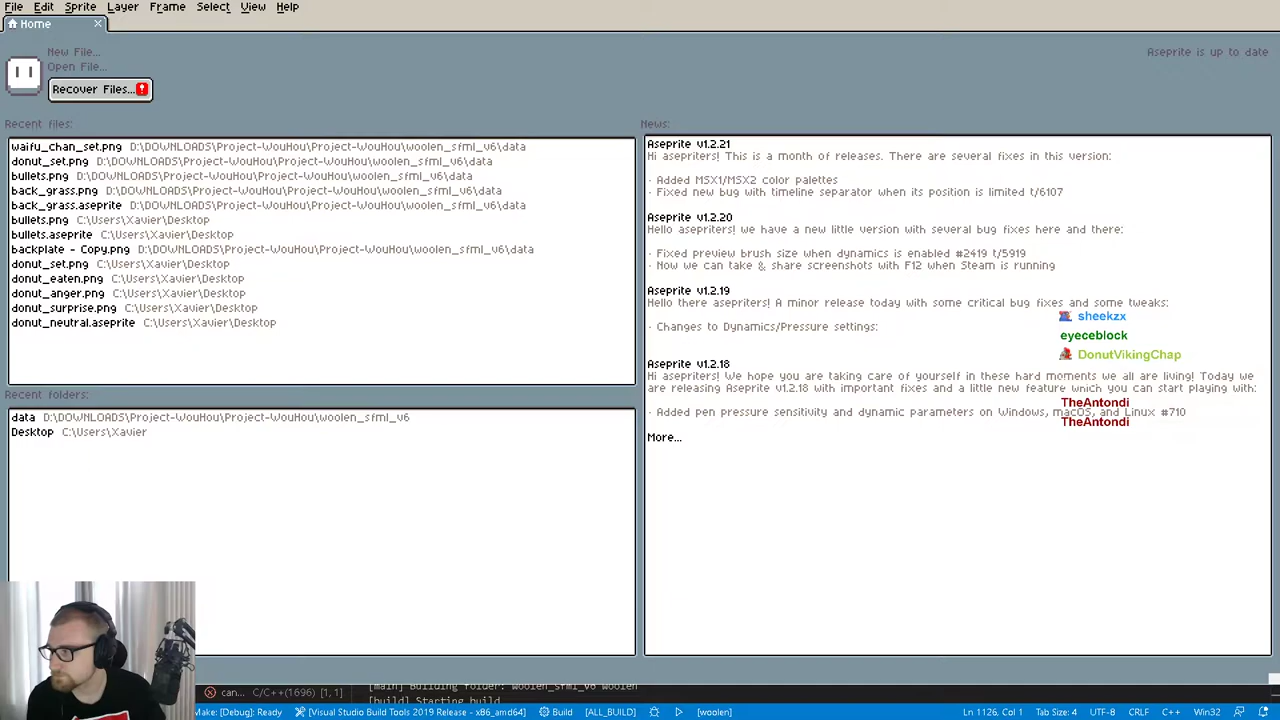 File Edit Sprite Layer Frame Select View Help
Home
New File...
Open File...
Recover Files... !
Aseprite is up to date
Recent files:
waifu_chan_set.png D:\DOWNLOADS\Project-WouHou\Project-WouHou\woolen_sfml_v6\data
donut_set.png D:\DOWNLOADS\Project-WouHou\Project-WouHou\woolen_sfml_v6\data
bullets.png D:\DOWNLOADS\Project-WouHou\Project-WouHou\woolen_sfml_v6\data
back_grass.png D:\DOWNLOADS\Project-WouHou\Project-WouHou\woolen_sfml_v6\data
back_grass.aseprite D:\DOWNLOADS\Project-WouHou\Project-WouHou\woolen_sfml_v6\data
bullets.png C:\Users\Xavier\Desktop
bullets.aseprite C:\Users\Xavier\Desktop
backplate - Copy.png D:\DOWNLOADS\Project-WouHou\Project-WouHou\woolen_sfml_v6\data
donut_set.png C:\Users\Xavier\Desktop
donut_eaten.png C:\Users\Xavier\Desktop
donut_anger.png C:\Users\Xavier\Desktop
donut_surprise.png C:\Users\Xavier\Desktop
donut_neutral.aseprite C:\Users\Xavier\Desktop
Recent folders:
data D:\DOWNLOADS\Project-WouHou\Project-WouHou\woolen_sfml_v6
Desktop C:\Users\Xavier
News:
Aseprite v1.2.21
Hi asepriters! This is a month of releases. There are several fixes in this version:
· Added MSX1/MSX2 color palettes
· Fixed new bug with timeline separator when its position is limited t/6107
Aseprite v1.2.20
Hello asepriters! we have a new little version with several bug fixes here and there:
· Fixed preview brush size when dynamics is enabled #2419 t/5919
· Now we can take & share screenshots with F12 when Steam is running
Aseprite v1.2.19
Hello there asepriters! A minor release today with some critical bug fixes and some tweaks:
· Changes to Dynamics/Pressure settings:
Aseprite v1.2.18
Hi asepriters! We hope you are taking care of yourself in these hard moments we all are living! Today we
are releasing Aseprite v1.2.18 with important fixes and a little new feature which you can start playing with:
· Added pen pressure sensitivity and dynamic parameters on Windows, macOS, and Linux #710
More...
sheekzx
eyeceblock
DonutVikingChap
TheAntondi
TheAntondi
can... C/C++(1696) [1, 1]
[main] Building folder: woolen_sfml_v6 woolen
[build] Starting build
Make: [Debug]: Ready [Visual Studio Build Tools 2019 Release - x86_amd64] Build [ALL_BUILD] [woolen] Ln 1126, Col 1 Tab Size: 4 UTF-8 CRLF C++ Win32